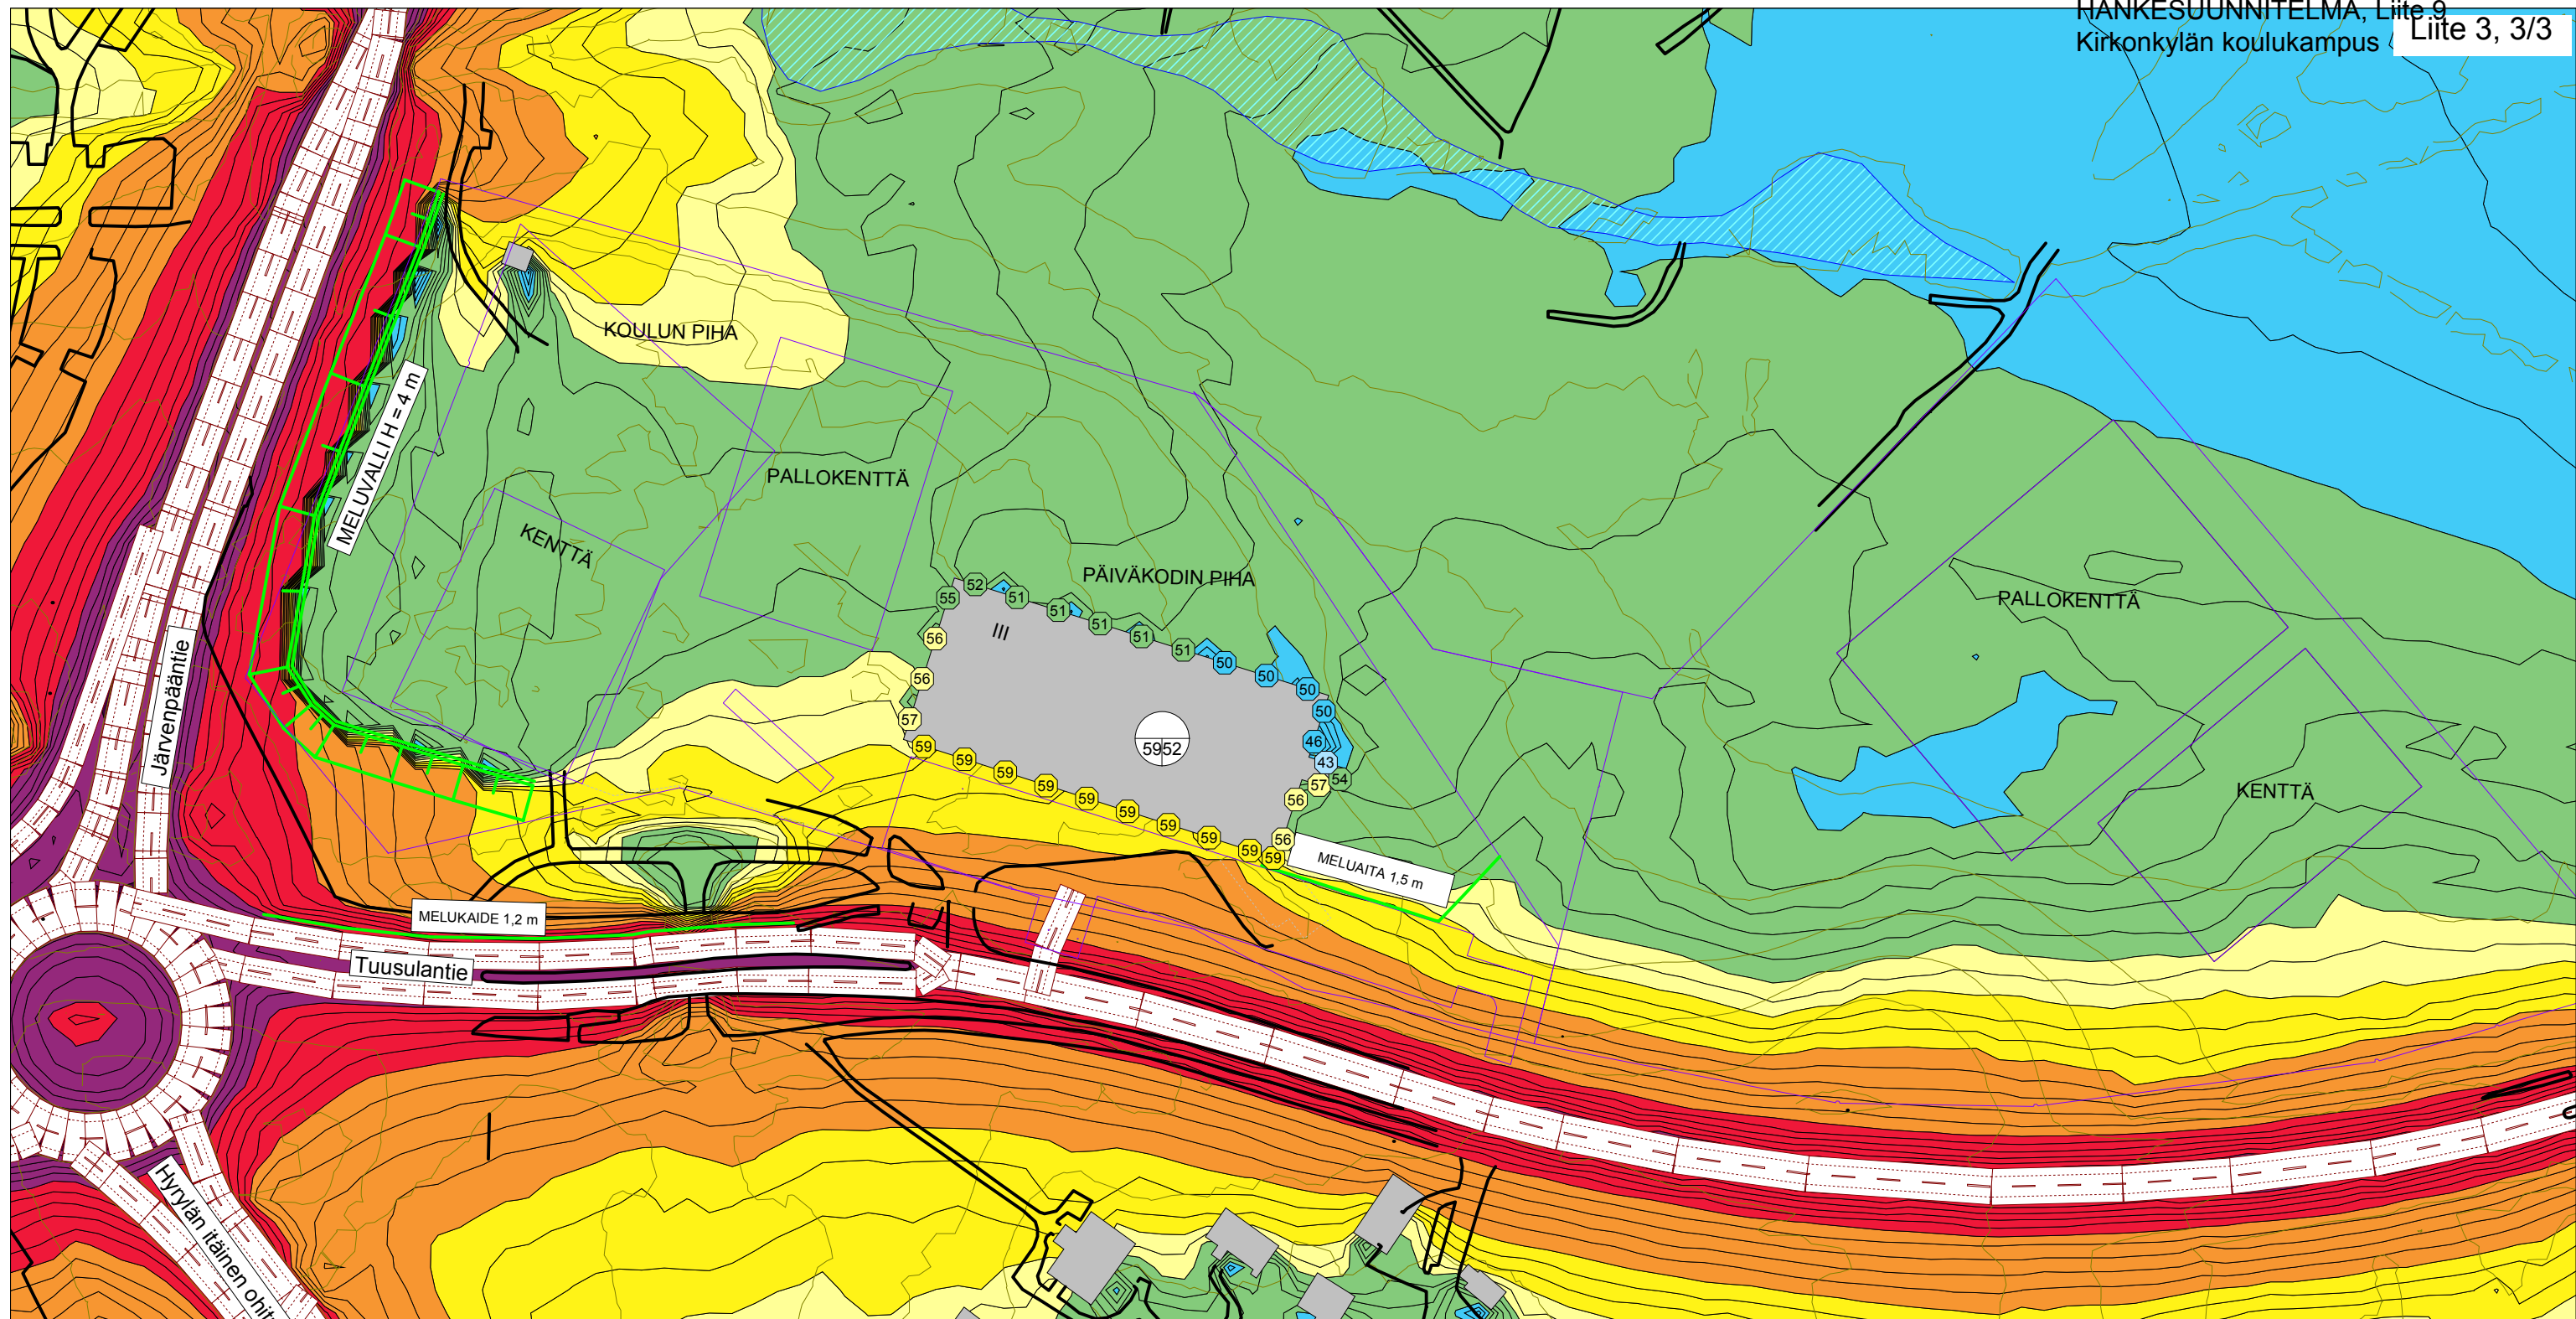 HANKESUUNNITELMA, Liite 9
Liite 3, 3/3
Kirkonkylän koulukampus
KOULUN PIHA
MELUVALLI H = 4 m
PALLOKENTTÄ
KENTTÄ
PÄIVÄKODIN PIHA
PALLOKENTTÄ
KENTTÄ
III
52
55
51
51
51
51
51
50
50
50
50
46
43
54
57
56
56
59
56
56
57
59
59
59
59
59
59
59
59
59
5952
MELUAITA 1,5 m
Järvenpääntie
MELUKAIDE 1,2 m
Tuusulantie
Hyrylän itäinen ohit